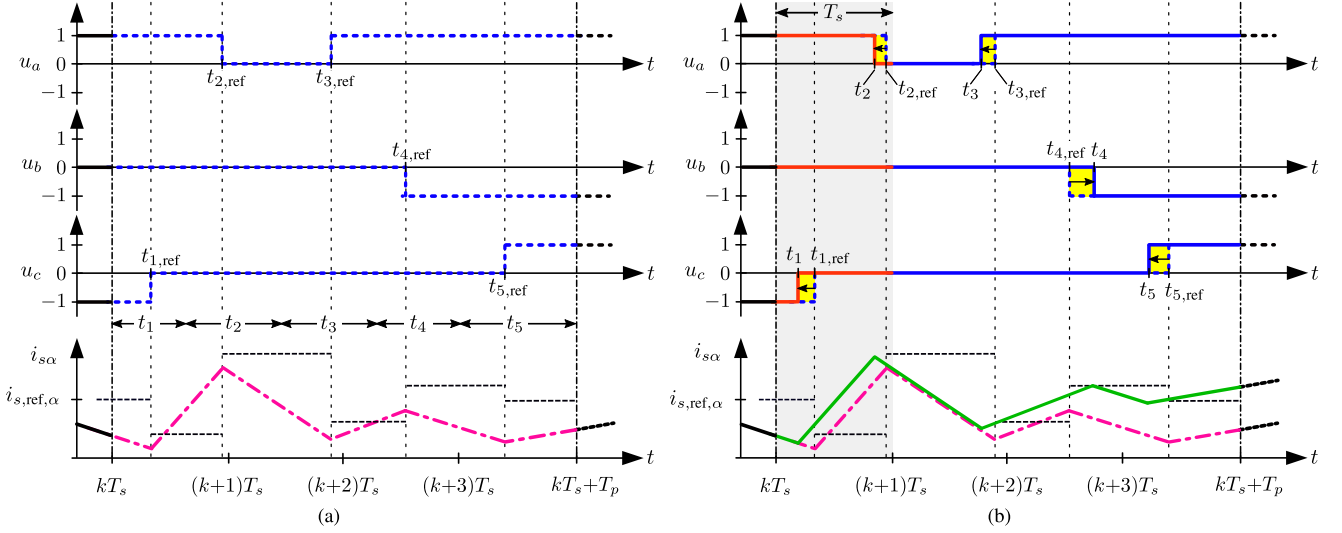 1
u_a 0 t
−1
t_{2,ref} t_{3,ref}
1
u_b 0 t
−1
t_{4,ref}
1
u_c 0 t
−1
t_{1,ref}
t_{5,ref}
t_1 t_2 t_3 t_4 t_5
i_{sα}
i_{s,ref,α}
t
kT_s (k+1)T_s (k+2)T_s (k+3)T_s kT_s+T_p
(a)
T_s
1
u_a 0 t
−1
t_2 t_{2,ref} t_3 t_{3,ref}
1
u_b 0 t
−1
t_{4,ref} t_4
1
u_c 0 t
−1
t_1 t_{1,ref}
t_5 t_{5,ref}
i_{sα}
i_{s,ref,α}
t
kT_s (k+1)T_s (k+2)T_s (k+3)T_s kT_s+T_p
(b)